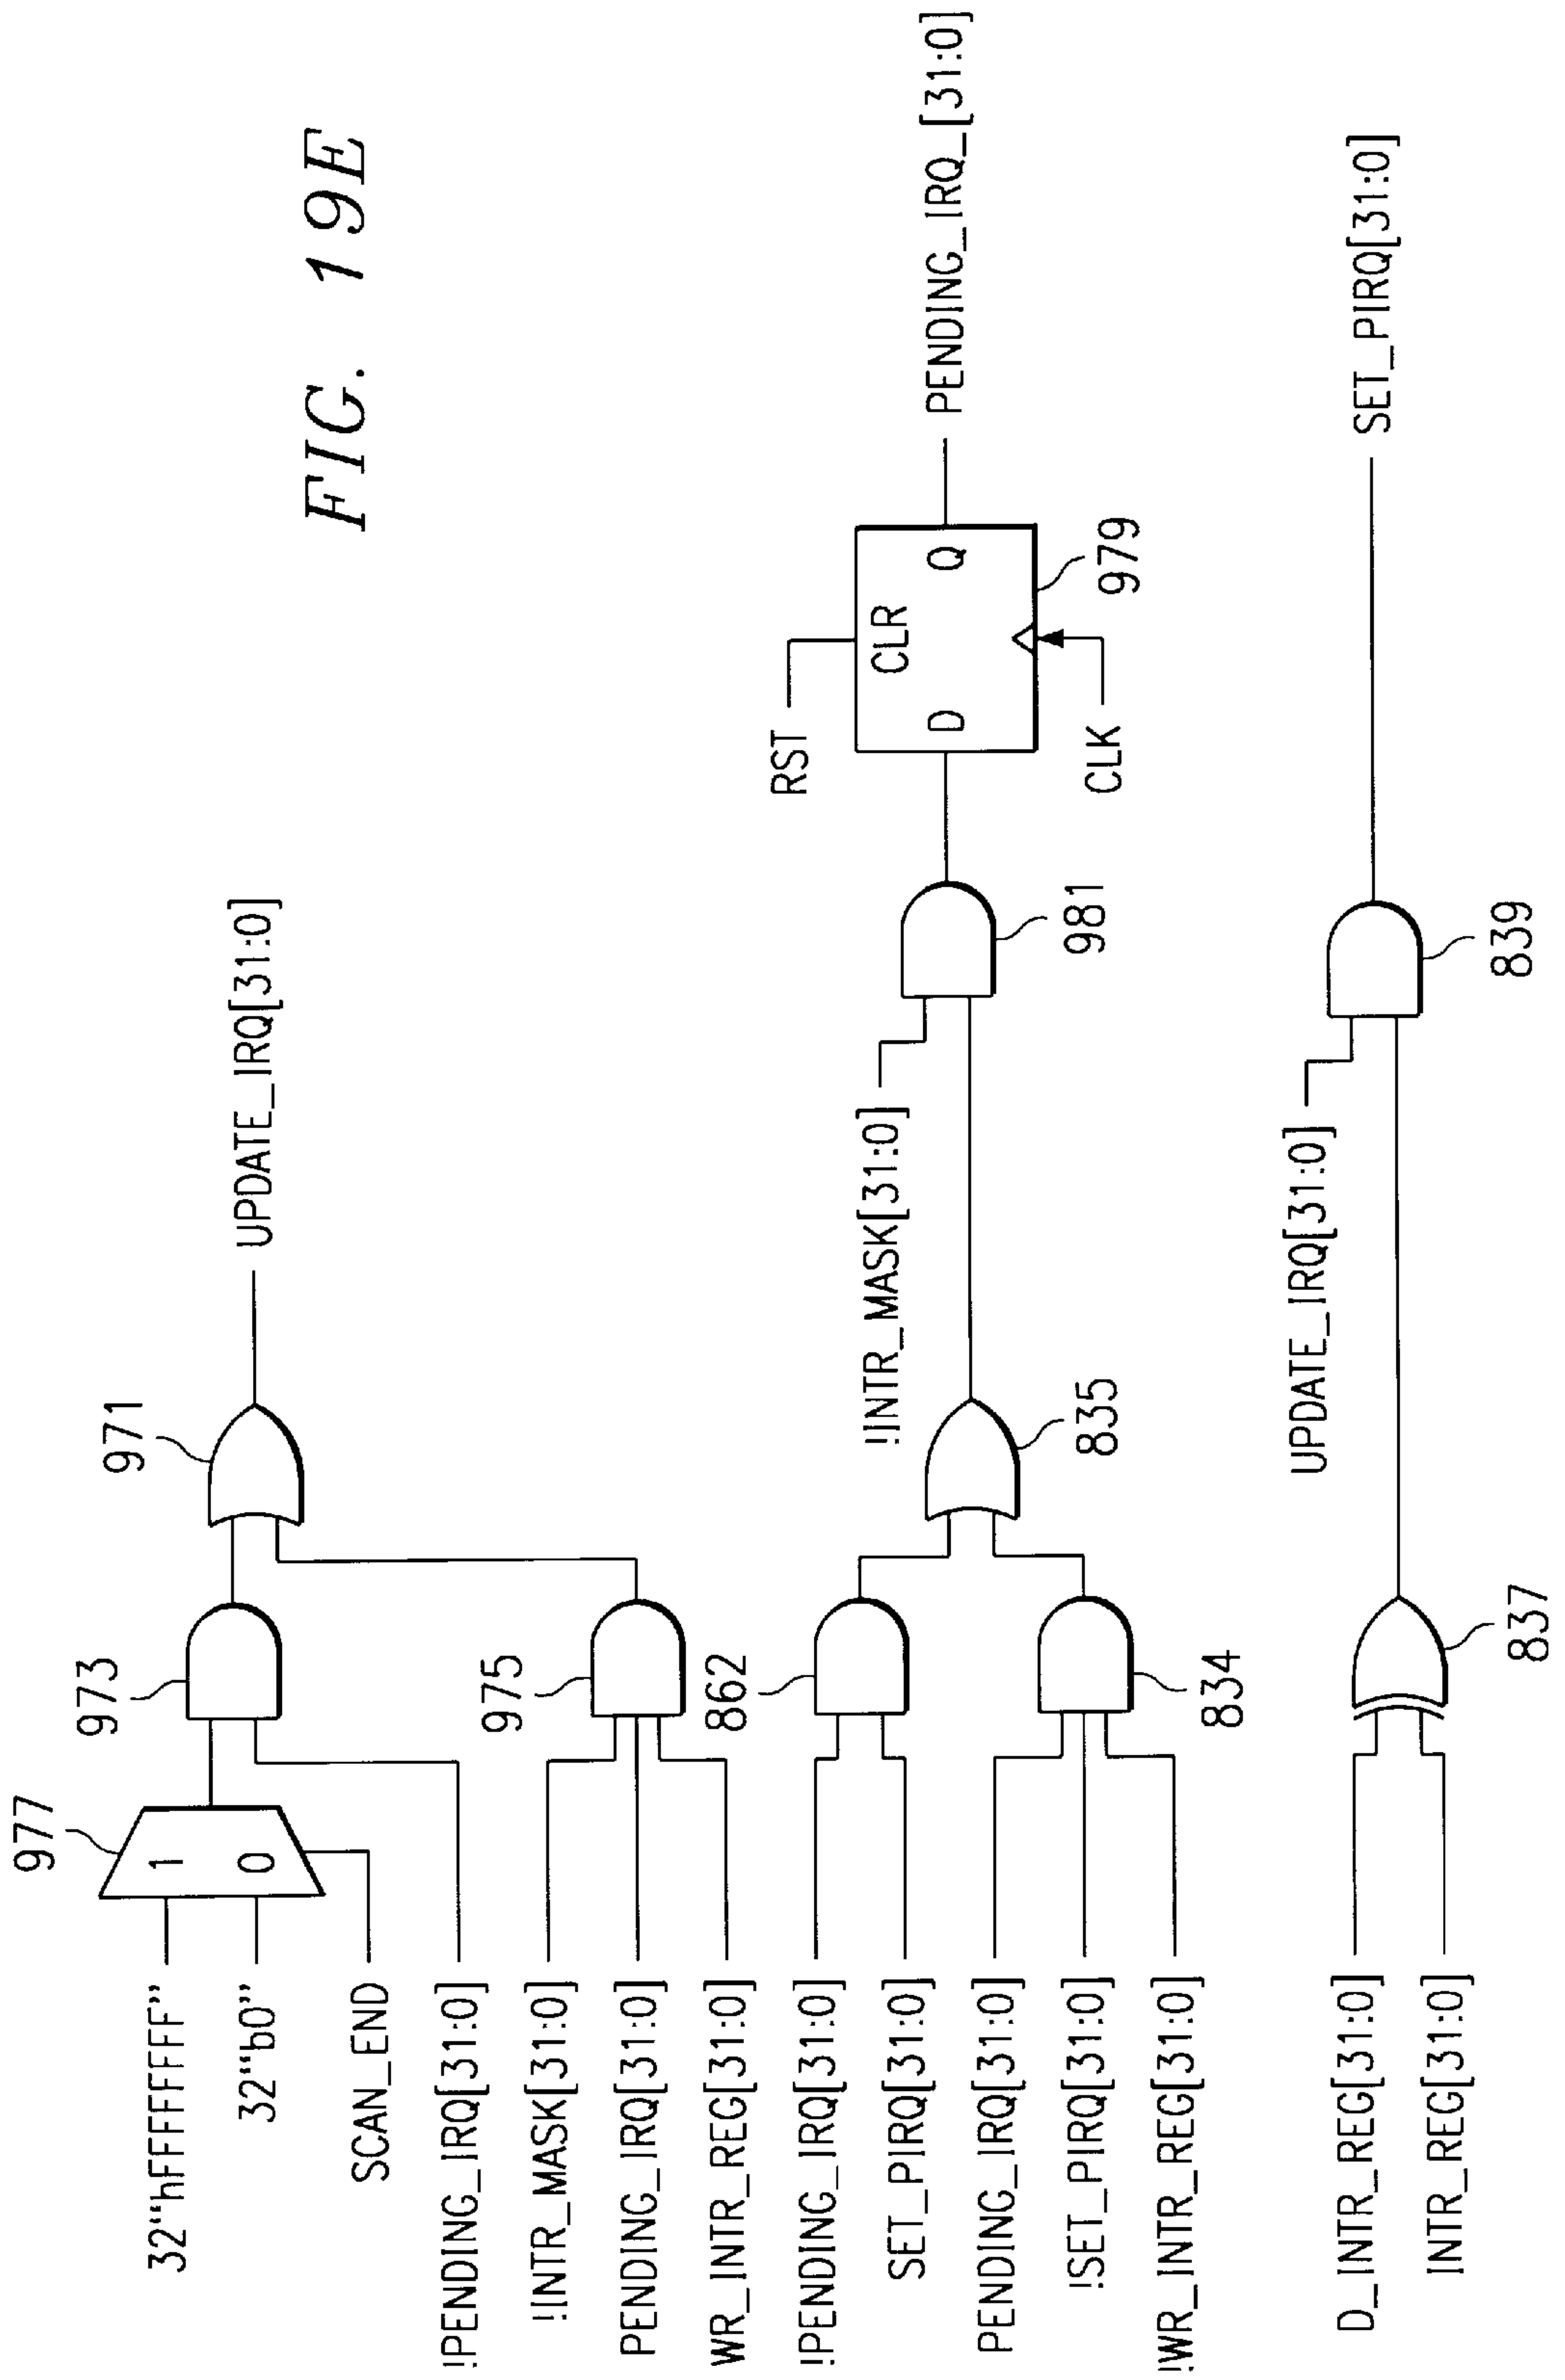 FIG. 19E
977
973
971
32“hFFFFFFFF”
1
32“b0”
0
SCAN_END
UPDATE_IRQ[31:0]
!PENDING_IRQ[31:0]
975
!INTR_MASK[31:0]
PENDING_IRQ[31:0]
WR_INTR_REG[31:0]
862
!PENDING_IRQ[31:0]
SET_PIRQ[31:0]
PENDING_IRQ[31:0]
!SET_PIRQ[31:0]
!WR_INTR_REG[31:0]
834
835
!INTR_MASK[31:0]
981
RST
CLR
D
Q
CLK
979
PENDING_IRQ_[31:0]
D_INTR_REG[31:0]
INTR_REG[31:0]
837
UPDATE_IRQ[31:0]
839
SET_PIRQ[31:0]